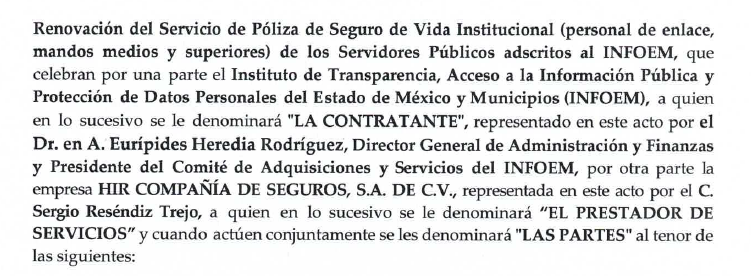 Renovación del Servicio de Póliza de Seguro de Vida Institucional (personal de enlace,
mandos medios y superiores) de los Servidores Públicos adscritos al INFOEM, que
celebran por una parte el Instituto de Transparencia, Acceso a la Información Pública y
Protección de Datos Personales del Estado de México y Municipios (INFOEM), a quien
en lo sucesivo se le denominará "LA CONTRATANTE", representado en este acto por el
Dr. en A. Eurípides Heredia Rodríguez, Director General de Administración y Finanzas
y Presidente del Comité de Adquisiciones y Servicios del INFOEM, por otra parte la
empresa HIR COMPAÑÍA DE SEGUROS, S.A. DE C.V., representada en este acto por el C.
Sergio Reséndiz Trejo, a quien en lo sucesivo se le denominará "EL PRESTADOR DE
SERVICIOS" y cuando actúen conjuntamente se les denominará "LAS PARTES" al tenor de
las siguientes: